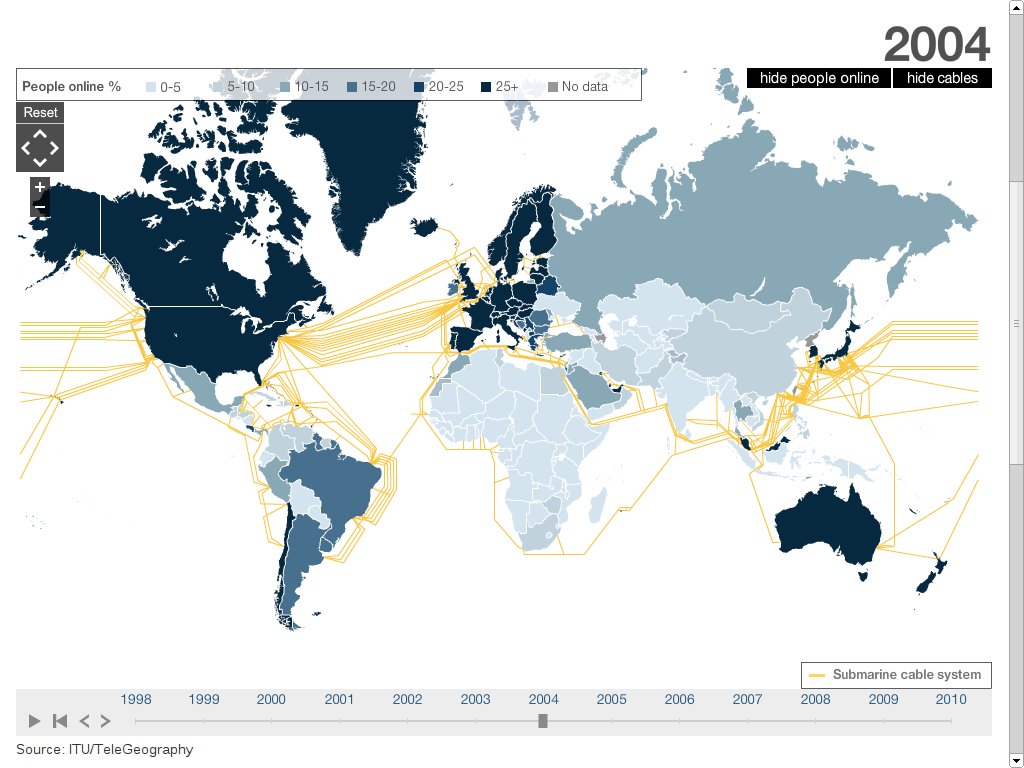 2004
hide people online hide cables
People online % 0-5 5-10 10-15 15-20 20-25 25+ No data
Reset
+
−
Submarine cable system
1998 1999 2000 2001 2002 2003 2004 2005 2006 2007 2008 2009 2010
Source: ITU/TeleGeography